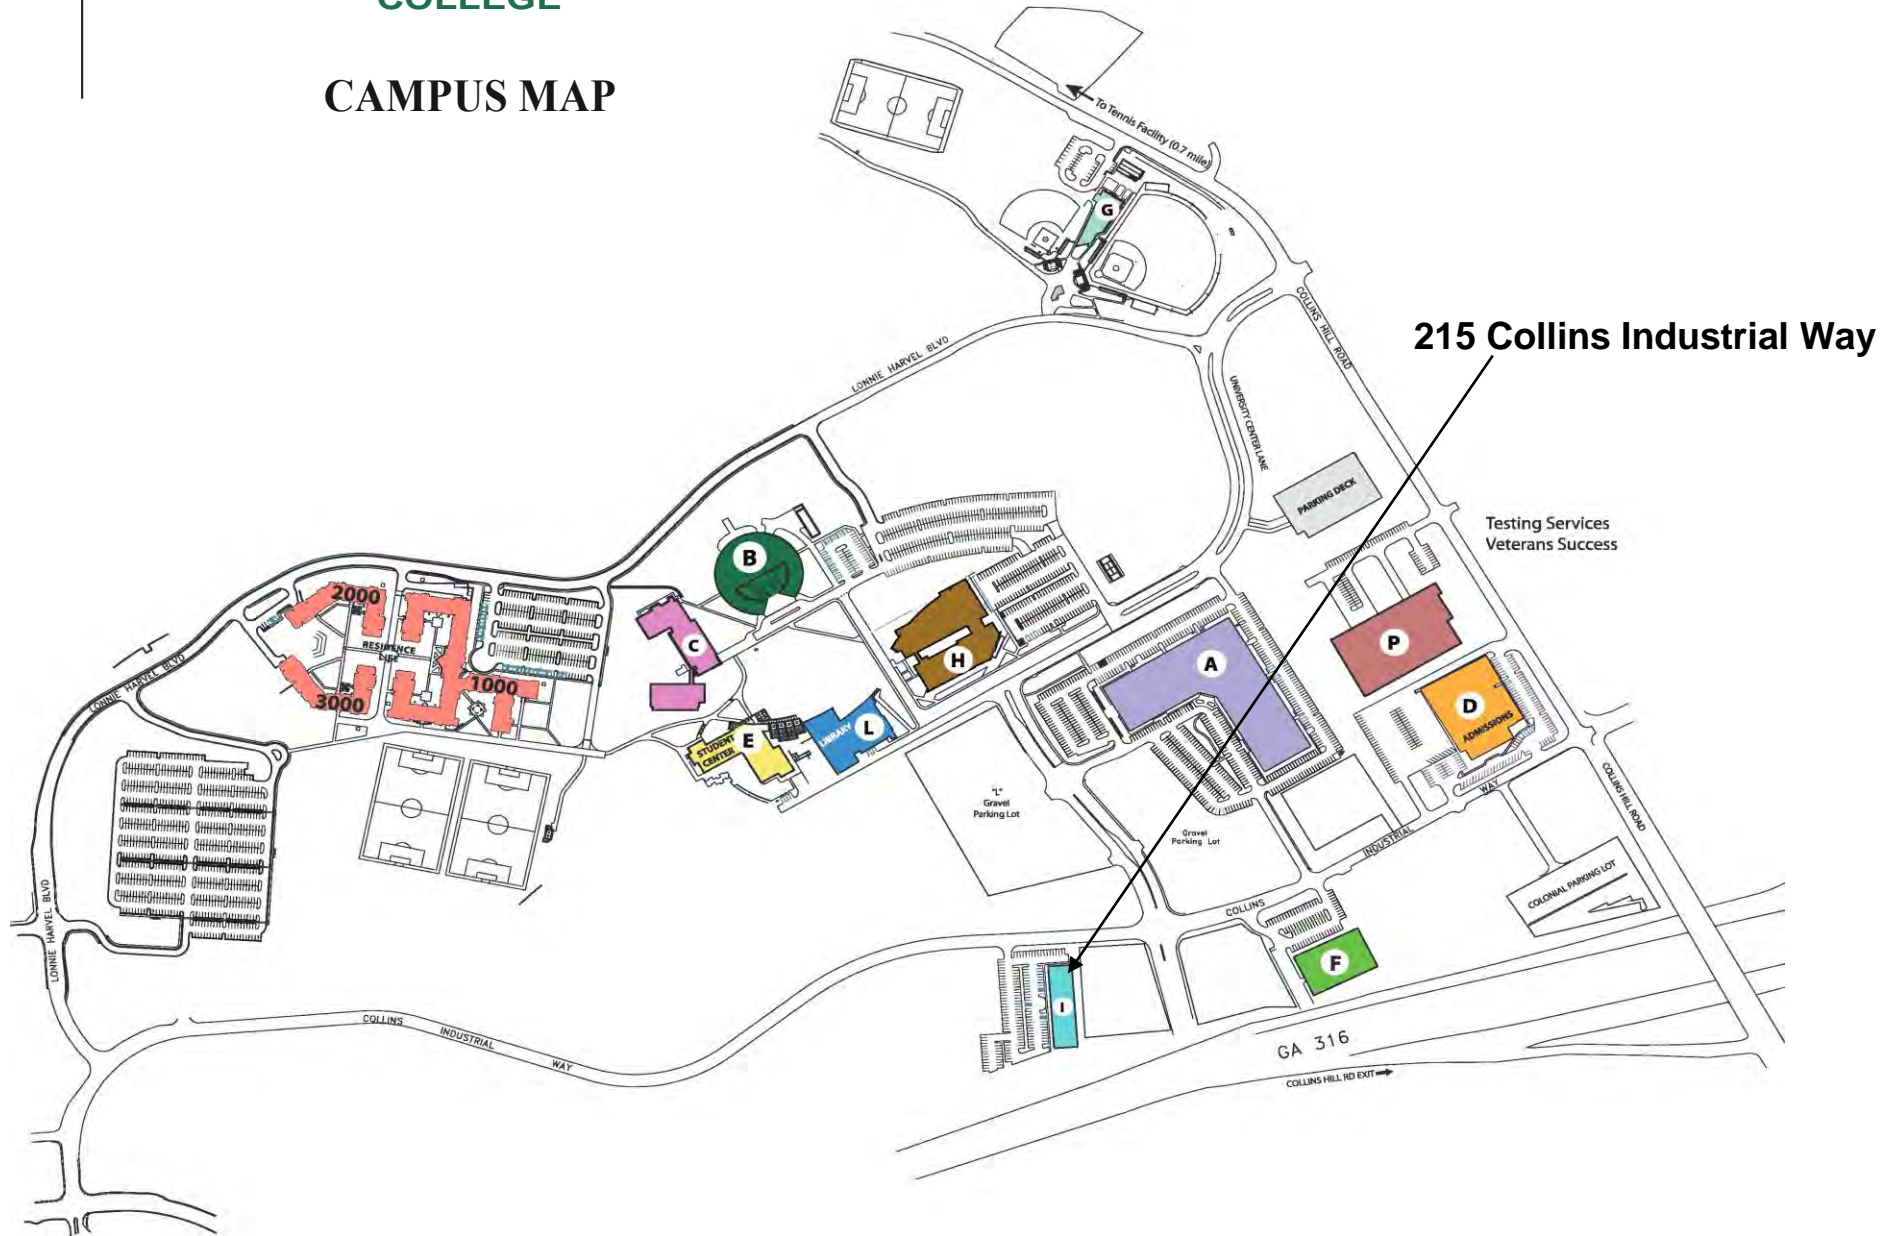 COLLEGE
CAMPUS MAP
To Tennis Facility (0.7 mile)
G
COLLINS HILL ROAD
215 Collins Industrial Way
LONNIE HARVEL BLVD
UNIVERSITY CENTER LANE
PARKING DECK
Testing Services
Veterans Success
B
2000
RESIDENCE
LIFE
1000
3000
C
H
A
P
D
ADMISSIONS
LONNIE HARVEL BLVD
STUDENT
CENTER
E
LIBRARY
L
"L"
Gravel
Parking Lot
Gravel
Parking Lot
COLLINS
INDUSTRIAL
WAY
COLLINS HILL ROAD
COLONIAL PARKING LOT
LONNIE HARVEL BLVD
F
I
COLLINS
INDUSTRIAL
WAY
GA 316
COLLINS HILL RD EXIT